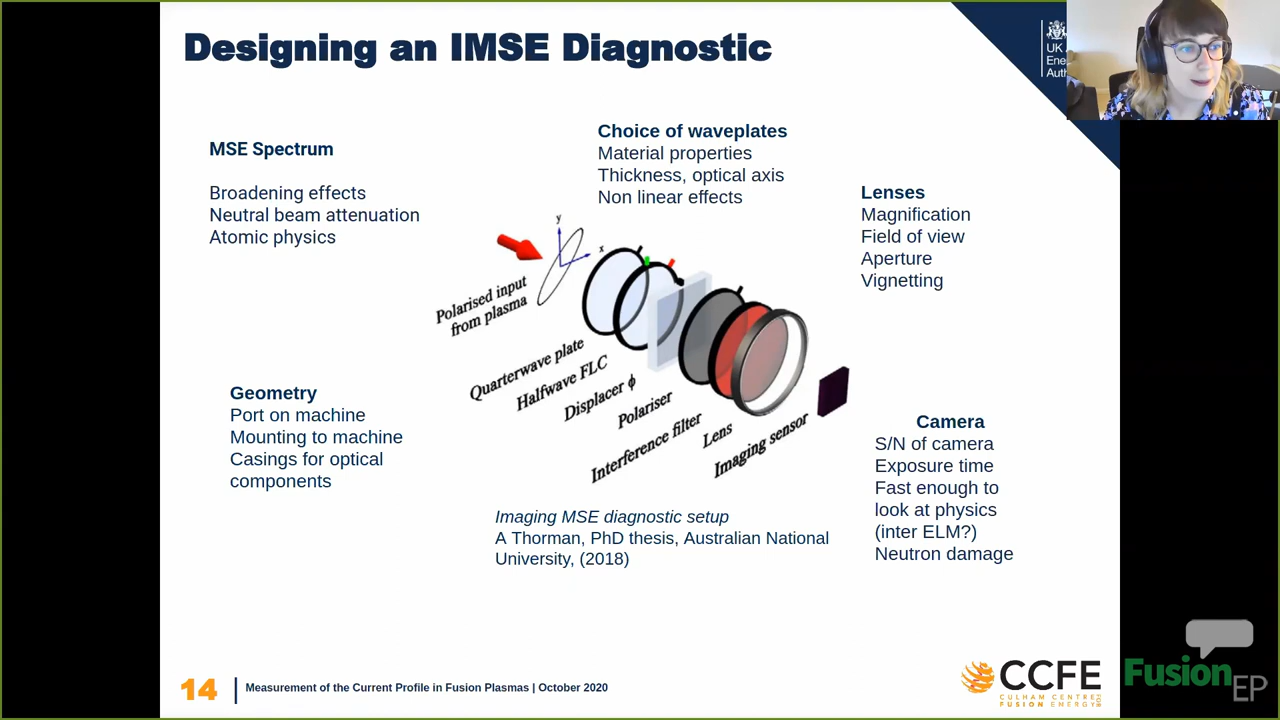 Designing an IMSE Diagnostic
UK
Ene
Aut
MSE Spectrum
Broadening effects
Neutral beam attenuation
Atomic physics
Choice of waveplates
Material properties
Thickness, optical axis
Non linear effects
Lenses
Magnification
Field of view
Aperture
Vignetting
y
x
Polarised input
from plasma
Quarterwave plate
Halfwave FLC
Displacer ϕ
Polariser
Interference filter
Lens
Imaging sensor
Geometry
Port on machine
Mounting to machine
Casings for optical
components
Camera
S/N of camera
Exposure time
Fast enough to
look at physics
(inter ELM?)
Neutron damage
Imaging MSE diagnostic setup
A Thorman, PhD thesis, Australian National
University, (2018)
14
Measurement of the Current Profile in Fusion Plasmas | October 2020
CCFE
CULHAM CENTRE FOR
FUSION ENERGY
Fusion
EP